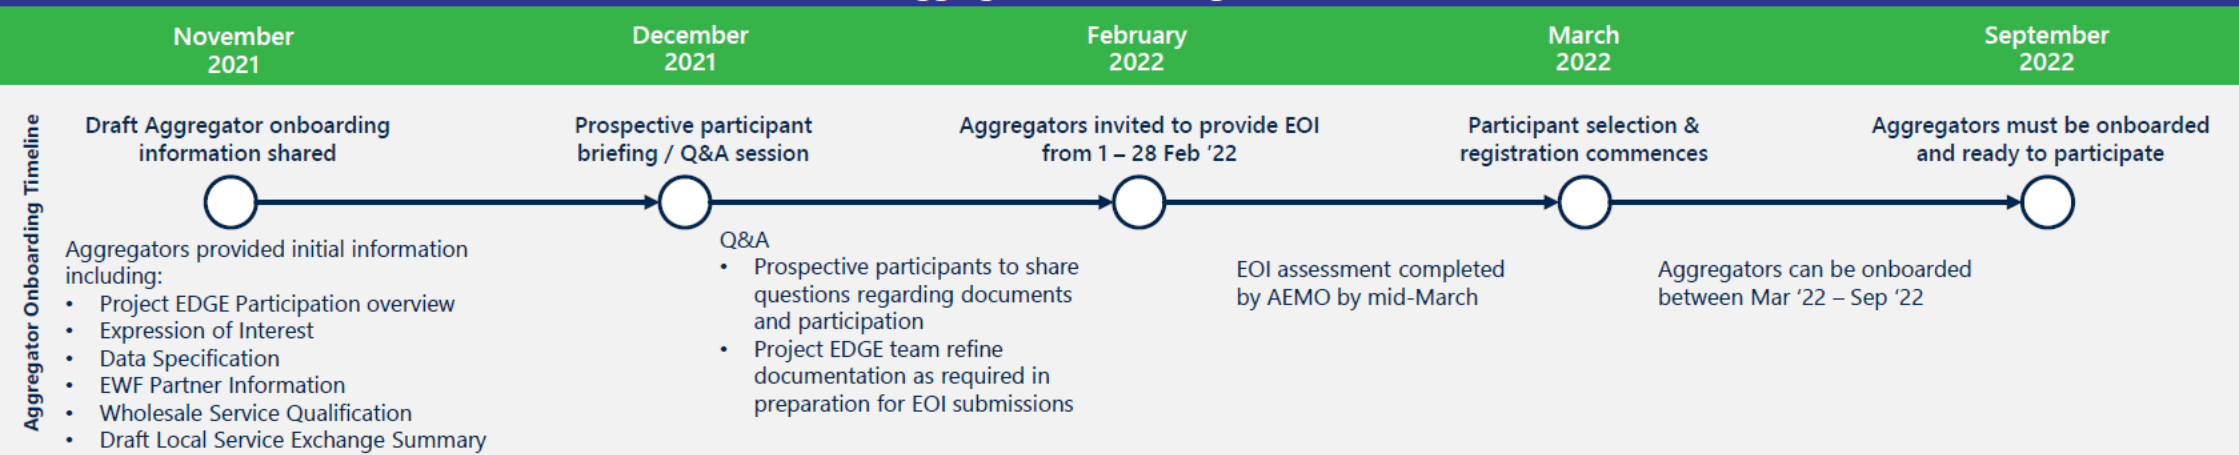 November
2021
December
2021
February
2022
March
2022
September
2022
Aggregator Onboarding Timeline
Draft Aggregator onboarding
information shared
Prospective participant
briefing / Q&A session
Aggregators invited to provide EOI
from 1 – 28 Feb ’22
Participant selection &
registration commences
Aggregators must be onboarded
and ready to participate
Aggregators provided initial information
including:
• Project EDGE Participation overview
• Expression of Interest
• Data Specification
• EWF Partner Information
• Wholesale Service Qualification
• Draft Local Service Exchange Summary
Q&A
• Prospective participants to share
questions regarding documents
and participation
• Project EDGE team refine
documentation as required in
preparation for EOI submissions
EOI assessment completed
by AEMO by mid-March
Aggregators can be onboarded
between Mar ‘22 – Sep ‘22